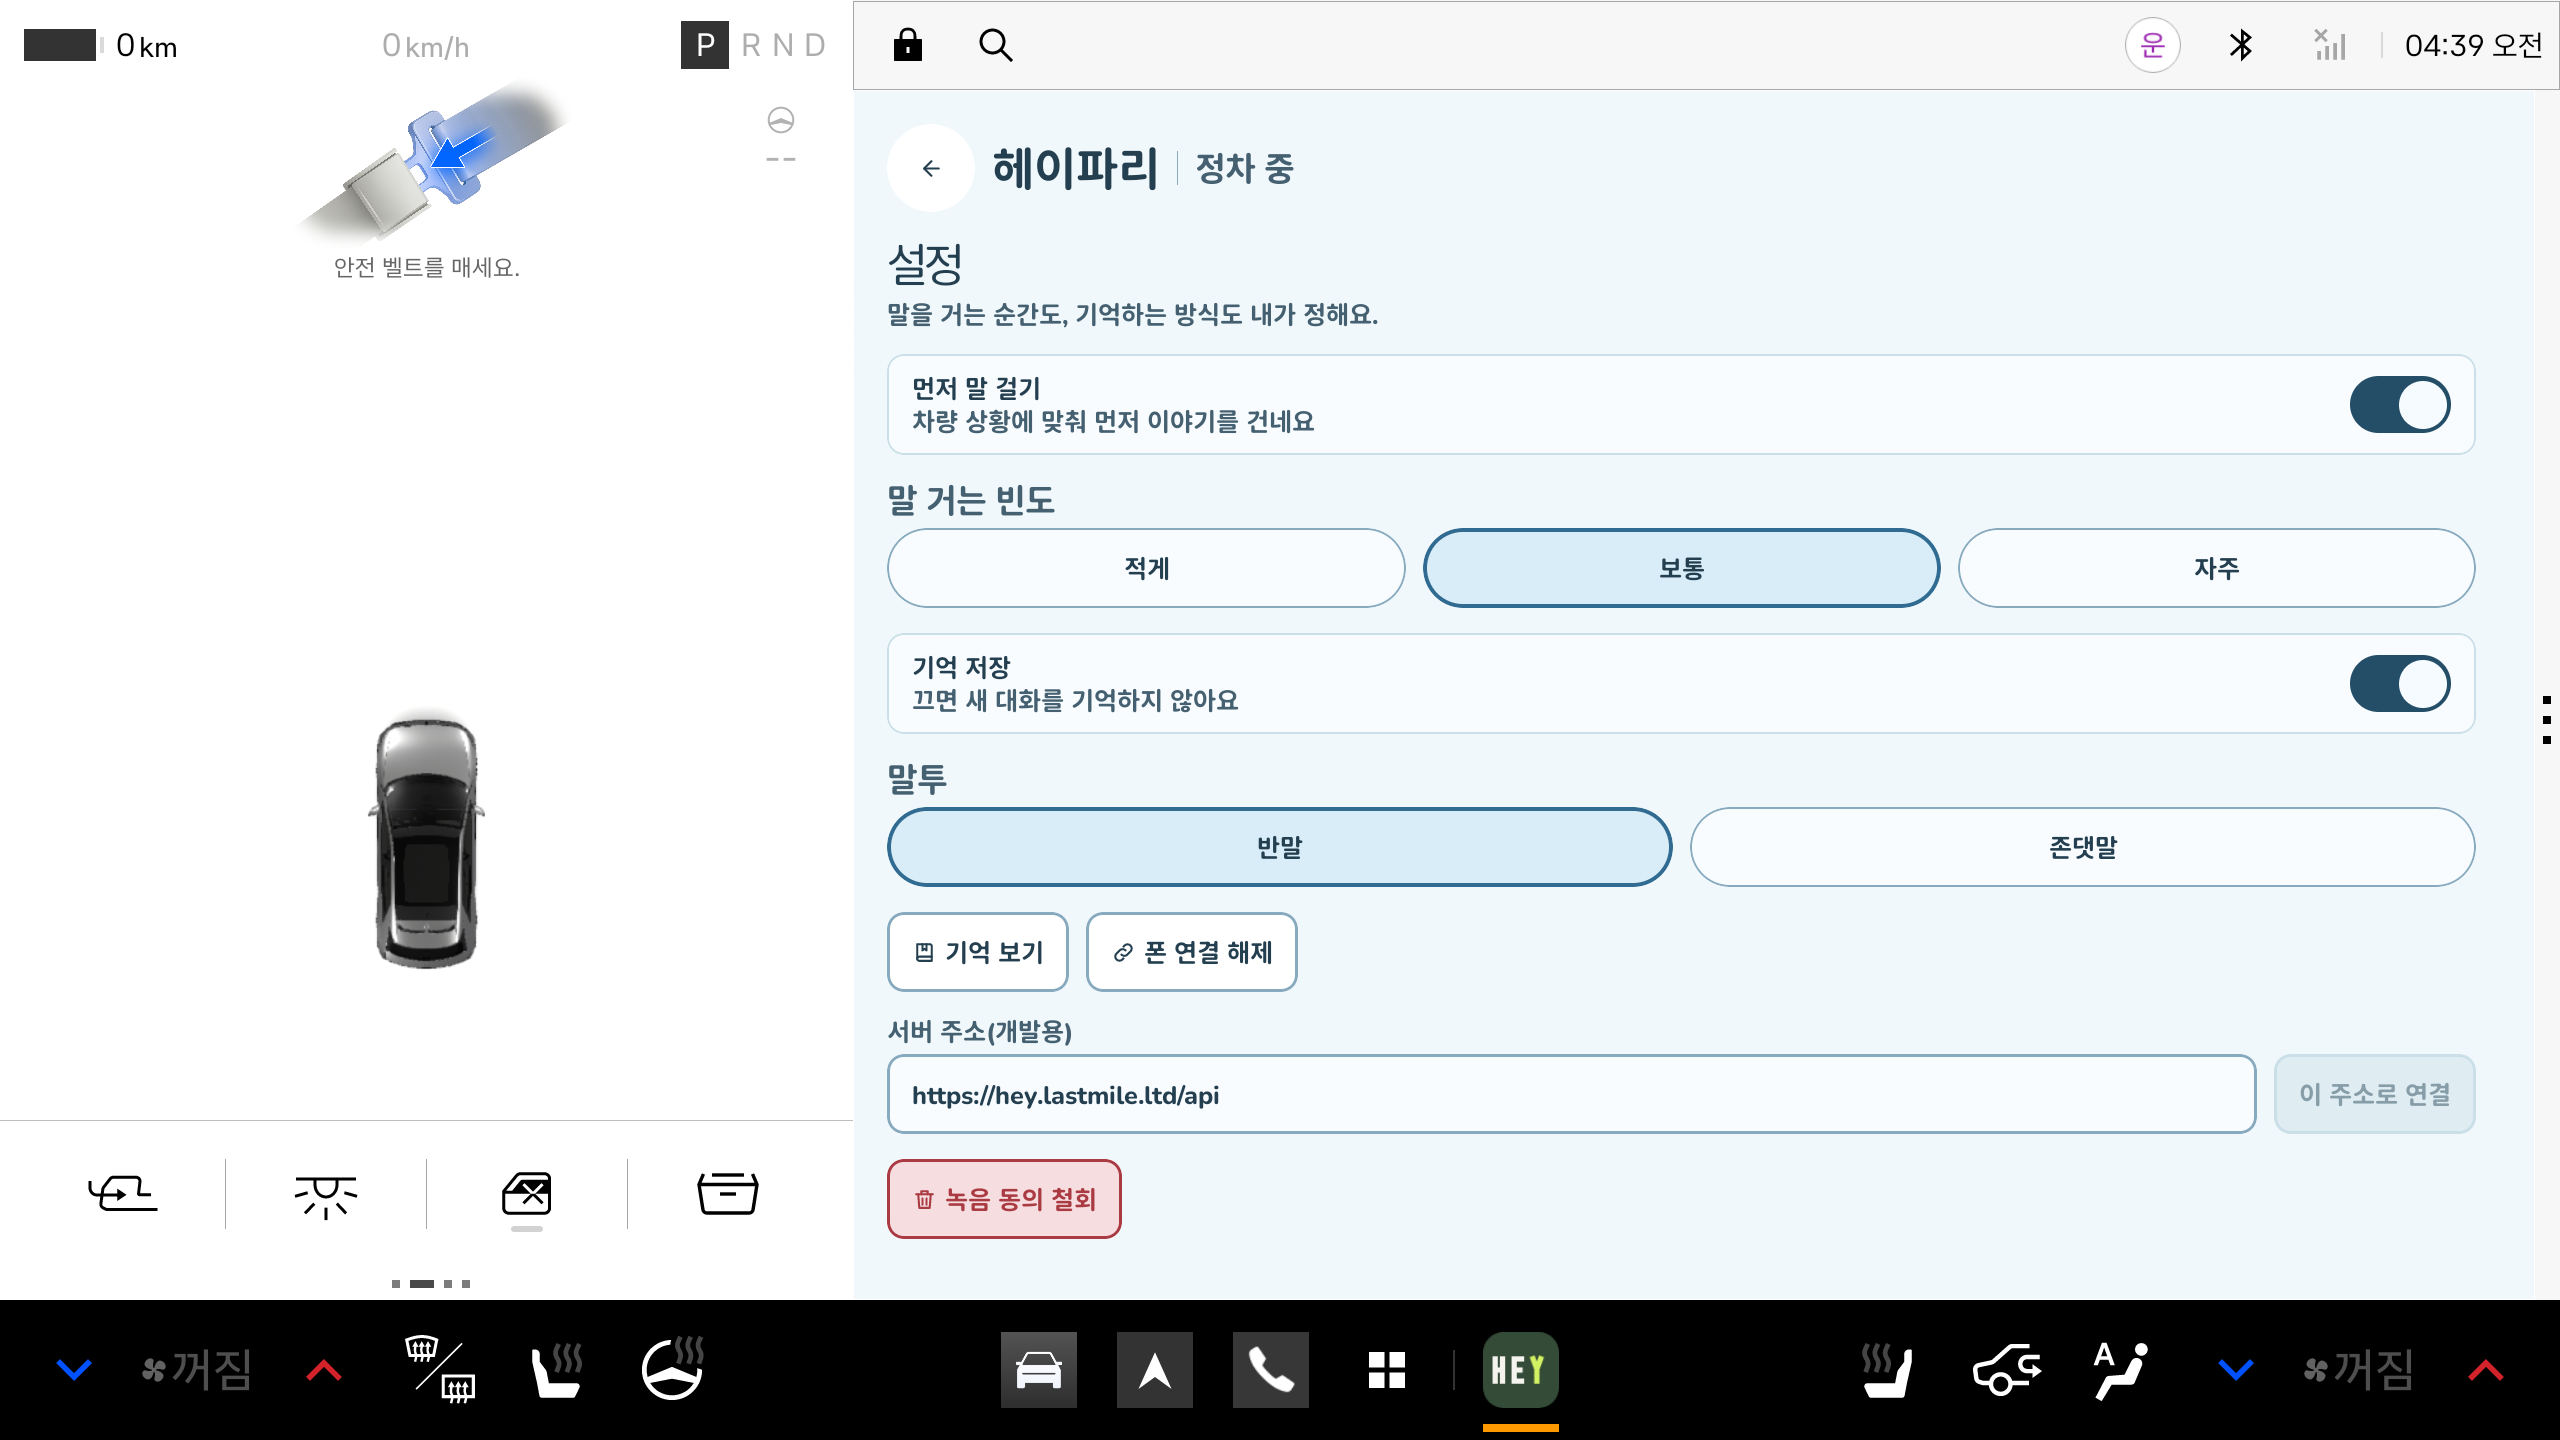 0 km
0 km/h
P R N D
운
04:39 오전
안전 벨트를 매세요.
--
헤이파리
정차 중
설정
말을 거는 순간도, 기억하는 방식도 내가 정해요.
먼저 말 걸기
차량 상황에 맞춰 먼저 이야기를 건네요
말 거는 빈도
적게
보통
자주
기억 저장
끄면 새 대화를 기억하지 않아요
말투
반말
존댓말
기억 보기
폰 연결 해제
서버 주소(개발용)
https://hey.lastmile.ltd/api
이 주소로 연결
녹음 동의 철회
꺼짐
HEY
A
꺼짐